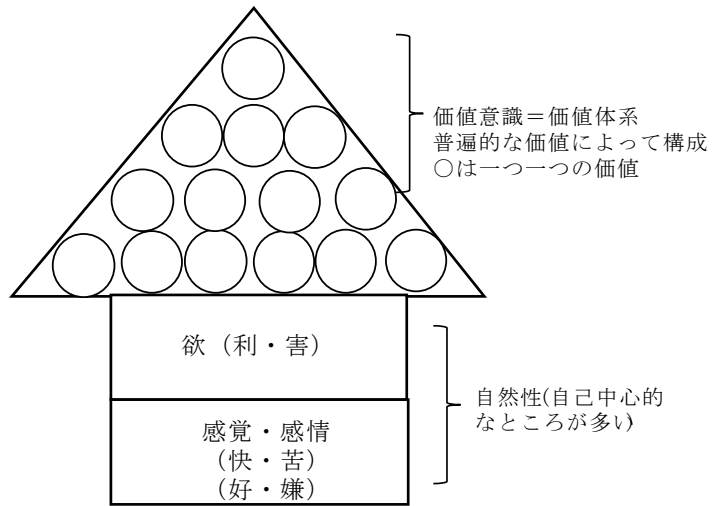 価値意識＝価値体系
普遍的な価値によって構成
○は一つ一つの価値
欲（利・害）
自然性(自己中心的
なところが多い)
感覚・感情
（快・苦）
（好・嫌）